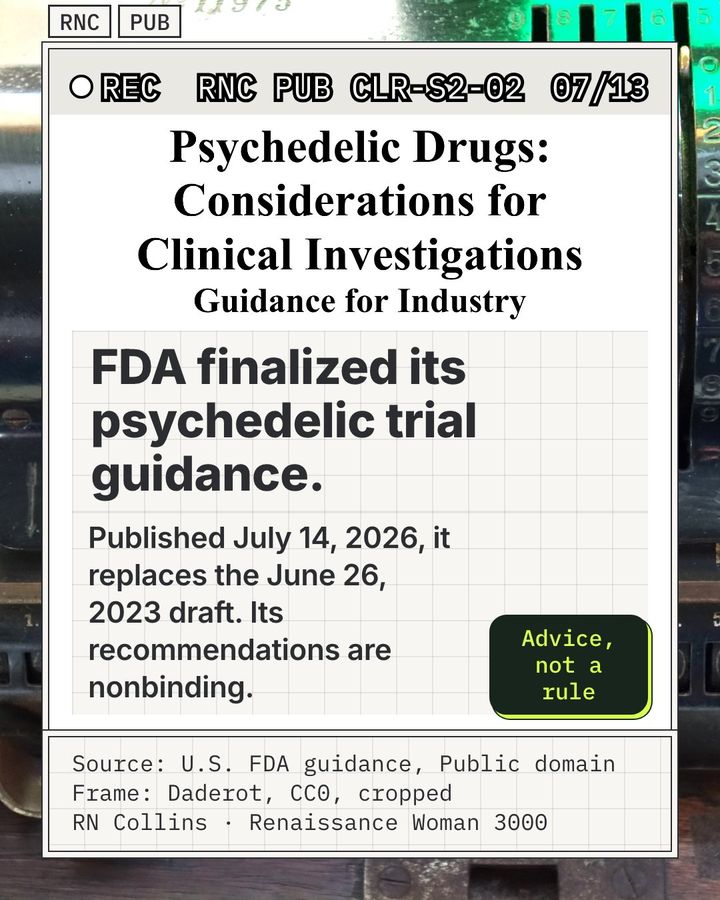 RNC PUB
REC RNC PUB CLR-S2-02 07/13
Psychedelic Drugs:
Considerations for
Clinical Investigations
Guidance for Industry
FDA finalized its
psychedelic trial
guidance.
Published July 14, 2026, it
replaces the June 26,
2023 draft. Its
recommendations are
nonbinding.
Advice,
not a
rule
Source: U.S. FDA guidance, Public domain
Frame: Daderot, CC0, cropped
RN Collins · Renaissance Woman 3000